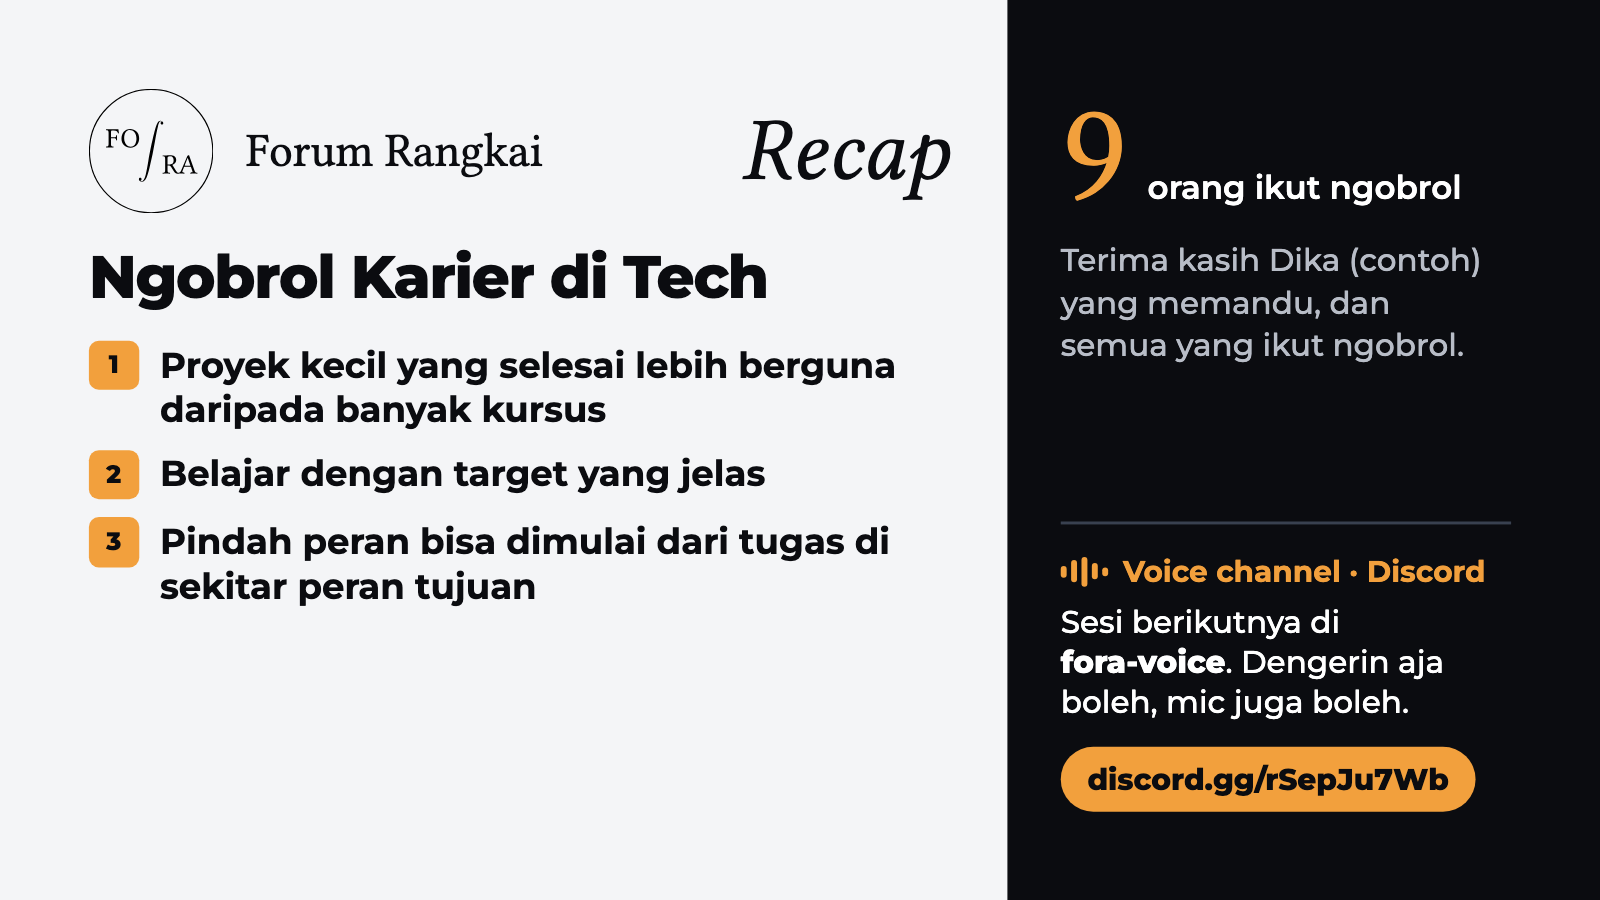 FO
RA
Forum Rangkai
Recap
Ngobrol Karier di Tech
1
Proyek kecil yang selesai lebih berguna
daripada banyak kursus
2
Belajar dengan target yang jelas
3
Pindah peran bisa dimulai dari tugas di
sekitar peran tujuan
9 orang ikut ngobrol
Terima kasih Dika (contoh)
yang memandu, dan
semua yang ikut ngobrol.
Voice channel · Discord
Sesi berikutnya di
fora-voice. Dengerin aja
boleh, mic juga boleh.
discord.gg/rSepJu7Wb